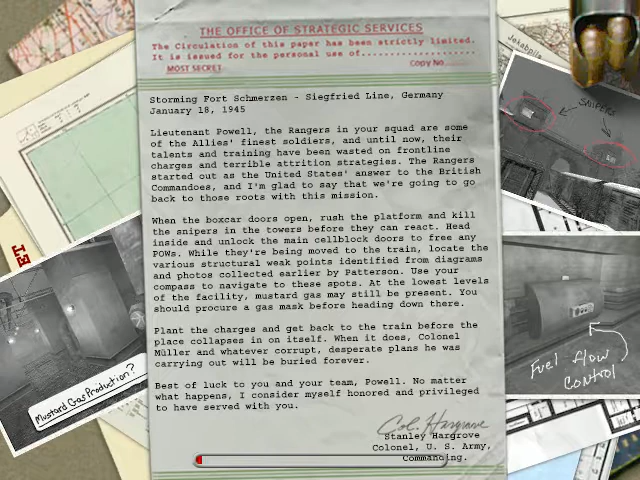 THE OFFICE OF STRATEGIC SERVICES
The Circulation of this paper has been strictly limited.
It is issued for the personal use of....................
MOST SECRET
Copy No.......
Storming Fort Schmerzen - Siegfried Line, Germany
January 18, 1945
Lieutenant Powell, the Rangers in your squad are some
of the Allies' finest soldiers, and until now, their
talents and training have been wasted on frontline
charges and terrible attrition strategies. The Rangers
started out as the United States' answer to the British
Commandoes, and I'm glad to say that we're going to go
back to those roots with this mission.
When the boxcar doors open, rush the platform and kill
the snipers in the towers before they can react. Head
inside and unlock the main cellblock doors to free any
POWs. While they're being moved to the train, locate the
various structural weak points identified from diagrams
and photos collected earlier by Patterson. Use your
compass to navigate to these spots. At the lowest levels
of the facility, mustard gas may still be present. You
should procure a gas mask before heading down there.
Plant the charges and get back to the train before the
place collapses in on itself. When it does, Colonel
Müller and whatever corrupt, desperate plans he was
carrying out will be buried forever.
Best of luck to you and your team, Powell. No matter
what happens, I consider myself honored and privileged
to have served with you.
Col. Hargrove
Stanley Hargrove
Colonel, U. S. Army,
Commanding.
Jakabpils
SNIPERS
Fuel flow
CONTROL
Mustard Gas Production?